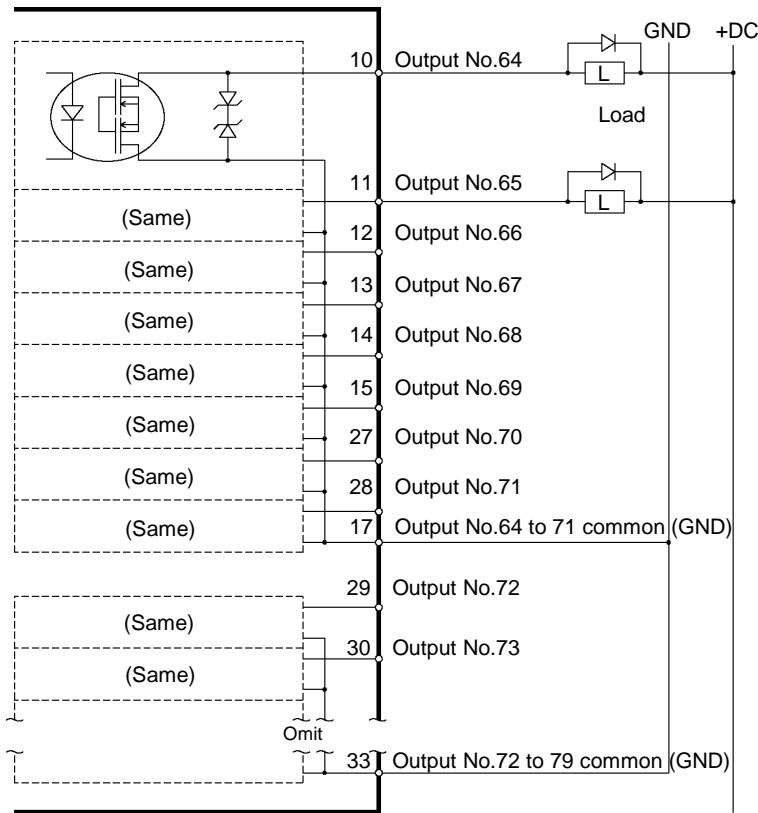 GND +DC
10 Output No.64
L
Load
11 Output No.65
L
(Same)
12 Output No.66
(Same)
13 Output No.67
(Same)
14 Output No.68
(Same)
15 Output No.69
(Same)
27 Output No.70
(Same)
28 Output No.71
(Same)
17 Output No.64 to 71 common (GND)
29 Output No.72
(Same)
30 Output No.73
(Same)
Omit
33 Output No.72 to 79 common (GND)